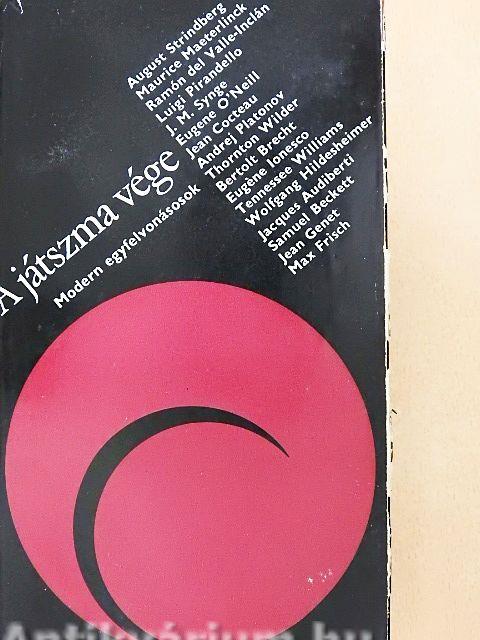 August Strindberg
Maurice Maeterlinck
Ramón del Valle-Inclán
Luigi Pirandello
J. M. Synge
Eugene O'Neill
Jean Cocteau
Andrej Platonov
Thornton Wilder
Bertolt Brecht
Eugène Ionesco
Tennessee Williams
Wolfgang Hildesheimer
Jacques Audiberti
Samuel Beckett
Jean Genet
Max Frisch
A játszma vége
Modern egyfelvonásosok
Antikvárium.hu